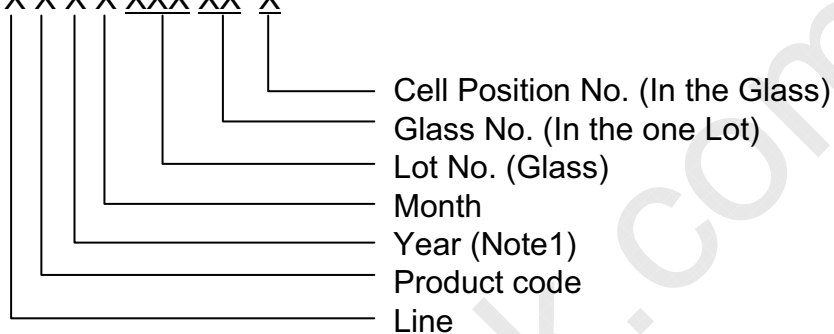 X X X X XXX XX X
Cell Position No. (In the Glass)
Glass No. (In the one Lot)
Lot No. (Glass)
Month
Year (Note1)
Product code
Line